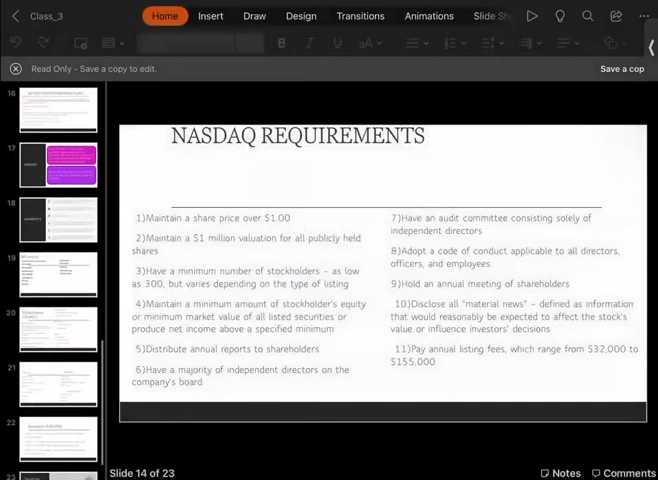 Class_3
Home Insert Draw Design Transitions Animations Slide Sh
Read Only - Save a copy to edit.
Save a cop
NASDAQ REQUIREMENTS
1)Maintain a share price over $1.00
2)Maintain a $1 million valuation for all publicly held
shares
3)Have a minimum number of stockholders – as low
as 300, but varies depending on the type of listing
4)Maintain a minimum amount of stockholder's equity
or minimum market value of all listed securities or
produce net income above a specified minimum
5)Distribute annual reports to shareholders
6)Have a majority of independent directors on the
company's board
7)Have an audit committee consisting solely of
independent directors
8)Adopt a code of conduct applicable to all directors,
officers, and employees
9)Hold an annual meeting of shareholders
10)Disclose all "material news" – defined as information
that would reasonably be expected to affect the stock's
value or influence investors' decisions
11)Pay annual listing fees, which range from $32,000 to
$155,000
16
17
18
19
20
21
22
23
Slide 14 of 23
Notes
Comments